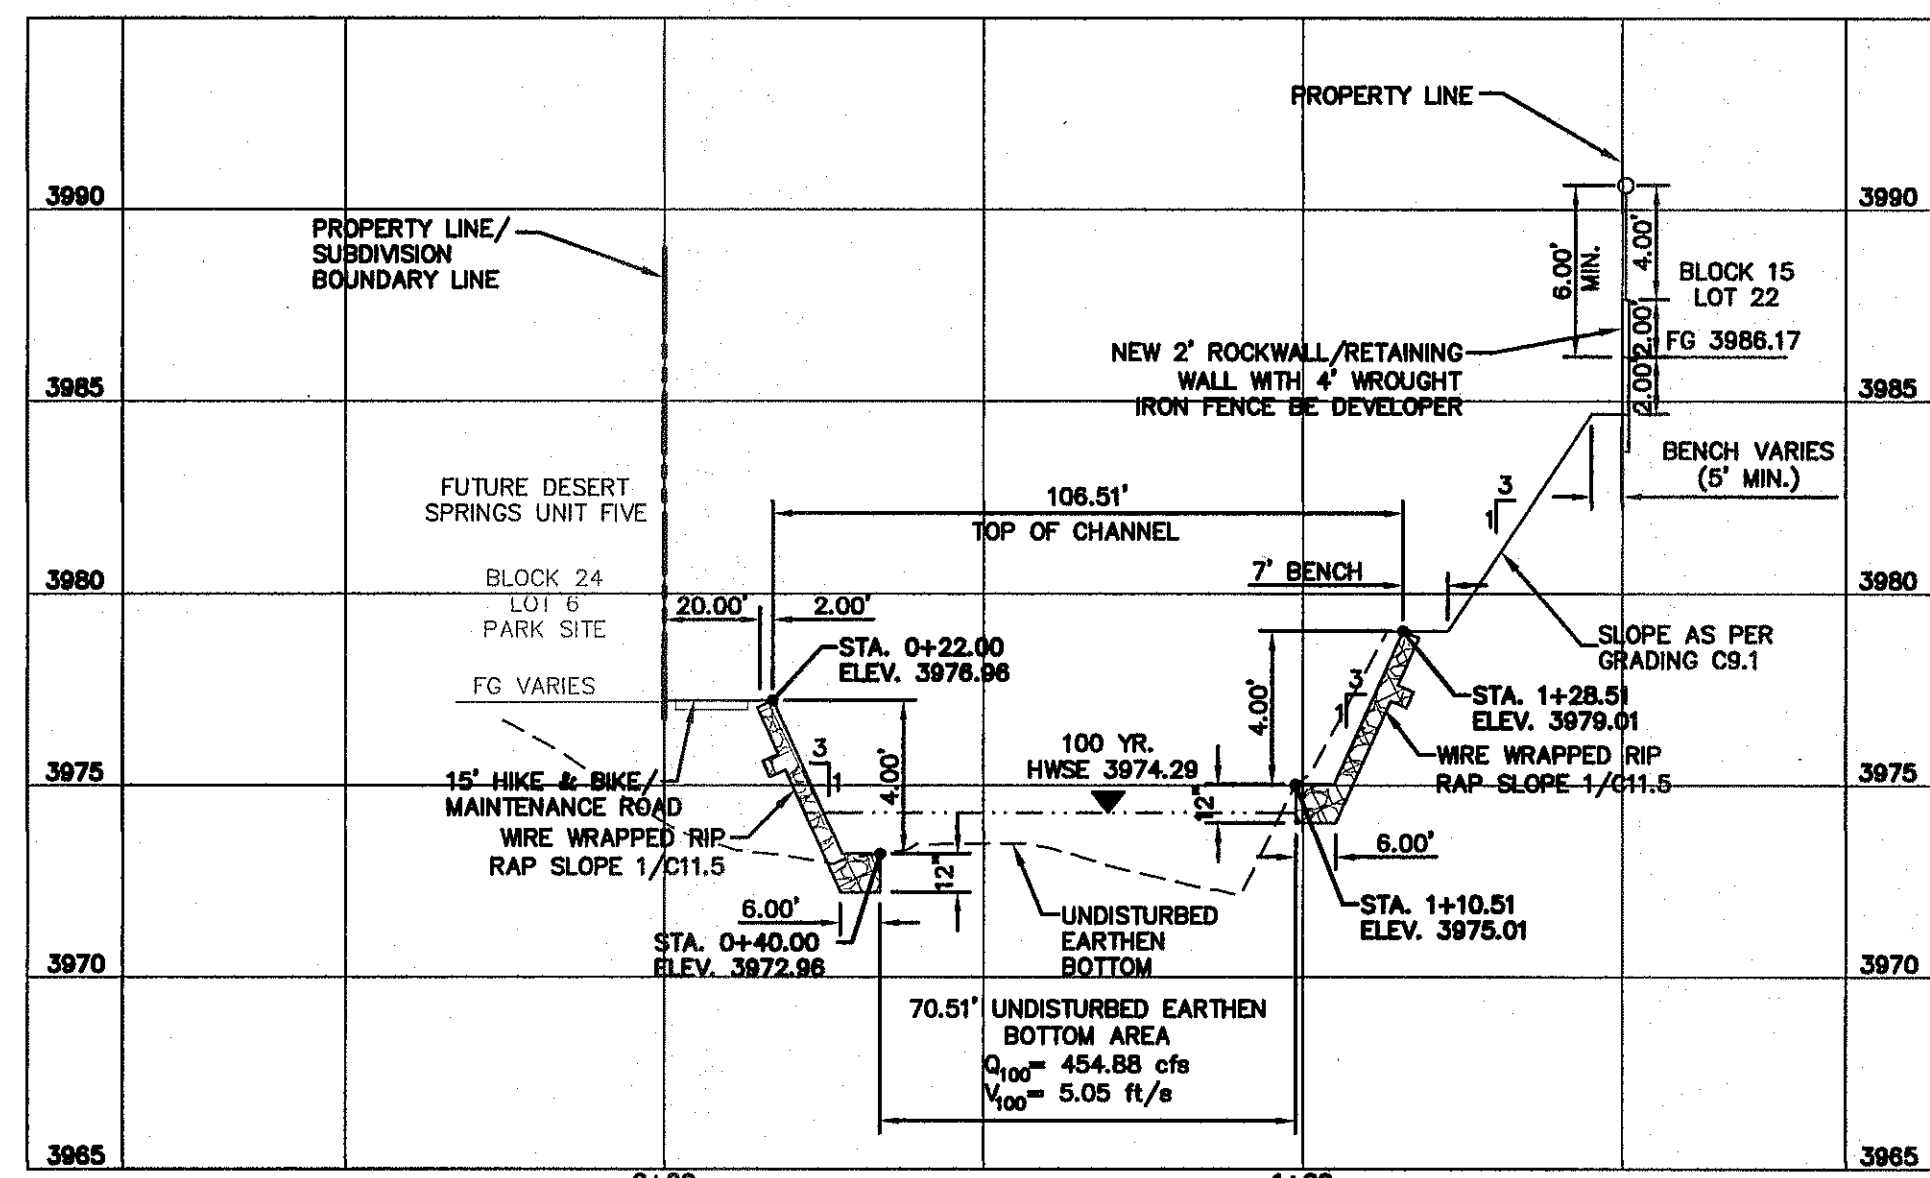 PROPERTY LINE
3990
3990
PROPERTY LINE/
SUBDIVISION
BOUNDARY LINE
6.00'
MIN.
4.00'
BLOCK 15
LOT 22
2.00'
FG 3986.17
NEW 2' ROCKWALL/RETAINING
WALL WITH 4' WROUGHT
IRON FENCE BE DEVELOPER
2.00'
3985
3985
BENCH VARIES
(5' MIN.)
FUTURE DESERT
SPRINGS UNIT FIVE
106.51'
TOP OF CHANNEL
3
1
7' BENCH
3980
3980
BLOCK 24
LOT 6
PARK SITE
20.00'
2.00'
STA. 0+22.00
ELEV. 3976.96
SLOPE AS PER
GRADING C9.1
FG VARIES
4.00'
3
1
STA. 1+28.51
ELEV. 3979.01
3
1
4.00'
100 YR.
HWSE 3974.29
WIRE WRAPPED RIP
RAP SLOPE 1/C11.5
3975
3975
15' HIKE & BIKE/
MAINTENANCE ROAD
WIRE WRAPPED RIP
RAP SLOPE 1/C11.5
12"
12"
6.00'
6.00'
STA. 0+40.00
ELEV. 3972.96
UNDISTURBED
EARTHEN
BOTTOM
STA. 1+10.51
ELEV. 3975.01
3970
3970
70.51' UNDISTURBED EARTHEN
BOTTOM AREA
Q100= 454.88 cfs
V100= 5.05 ft/s
3965
3965